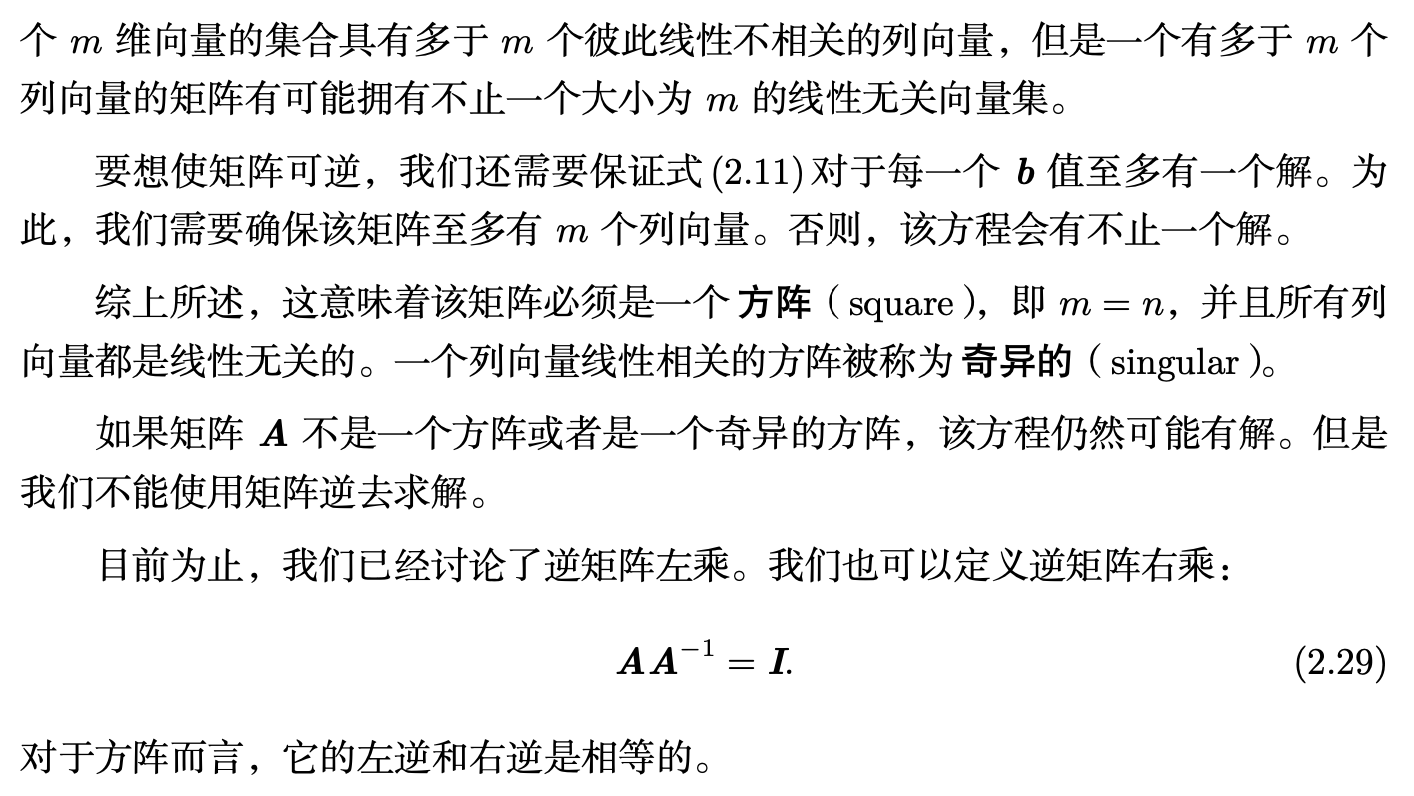 个 m 维向量的集合具有多于 m 个彼此线性不相关的列向量，但是一个有多于 m 个
列向量的矩阵有可能拥有不止一个大小为 m 的线性无关向量集。
要想使矩阵可逆，我们还需要保证式(2.11)对于每一个 b 值至多有一个解。为
此，我们需要确保该矩阵至多有 m 个列向量。否则，该方程会有不止一个解。
综上所述，这意味着该矩阵必须是一个方阵（square），即 m = n，并且所有列
向量都是线性无关的。一个列向量线性相关的方阵被称为奇异的（singular）。
如果矩阵 A 不是一个方阵或者是一个奇异的方阵，该方程仍然可能有解。但是
我们不能使用矩阵逆去求解。
目前为止，我们已经讨论了逆矩阵左乘。我们也可以定义逆矩阵右乘：
AA⁻¹ = I. (2.29)
对于方阵而言，它的左逆和右逆是相等的。